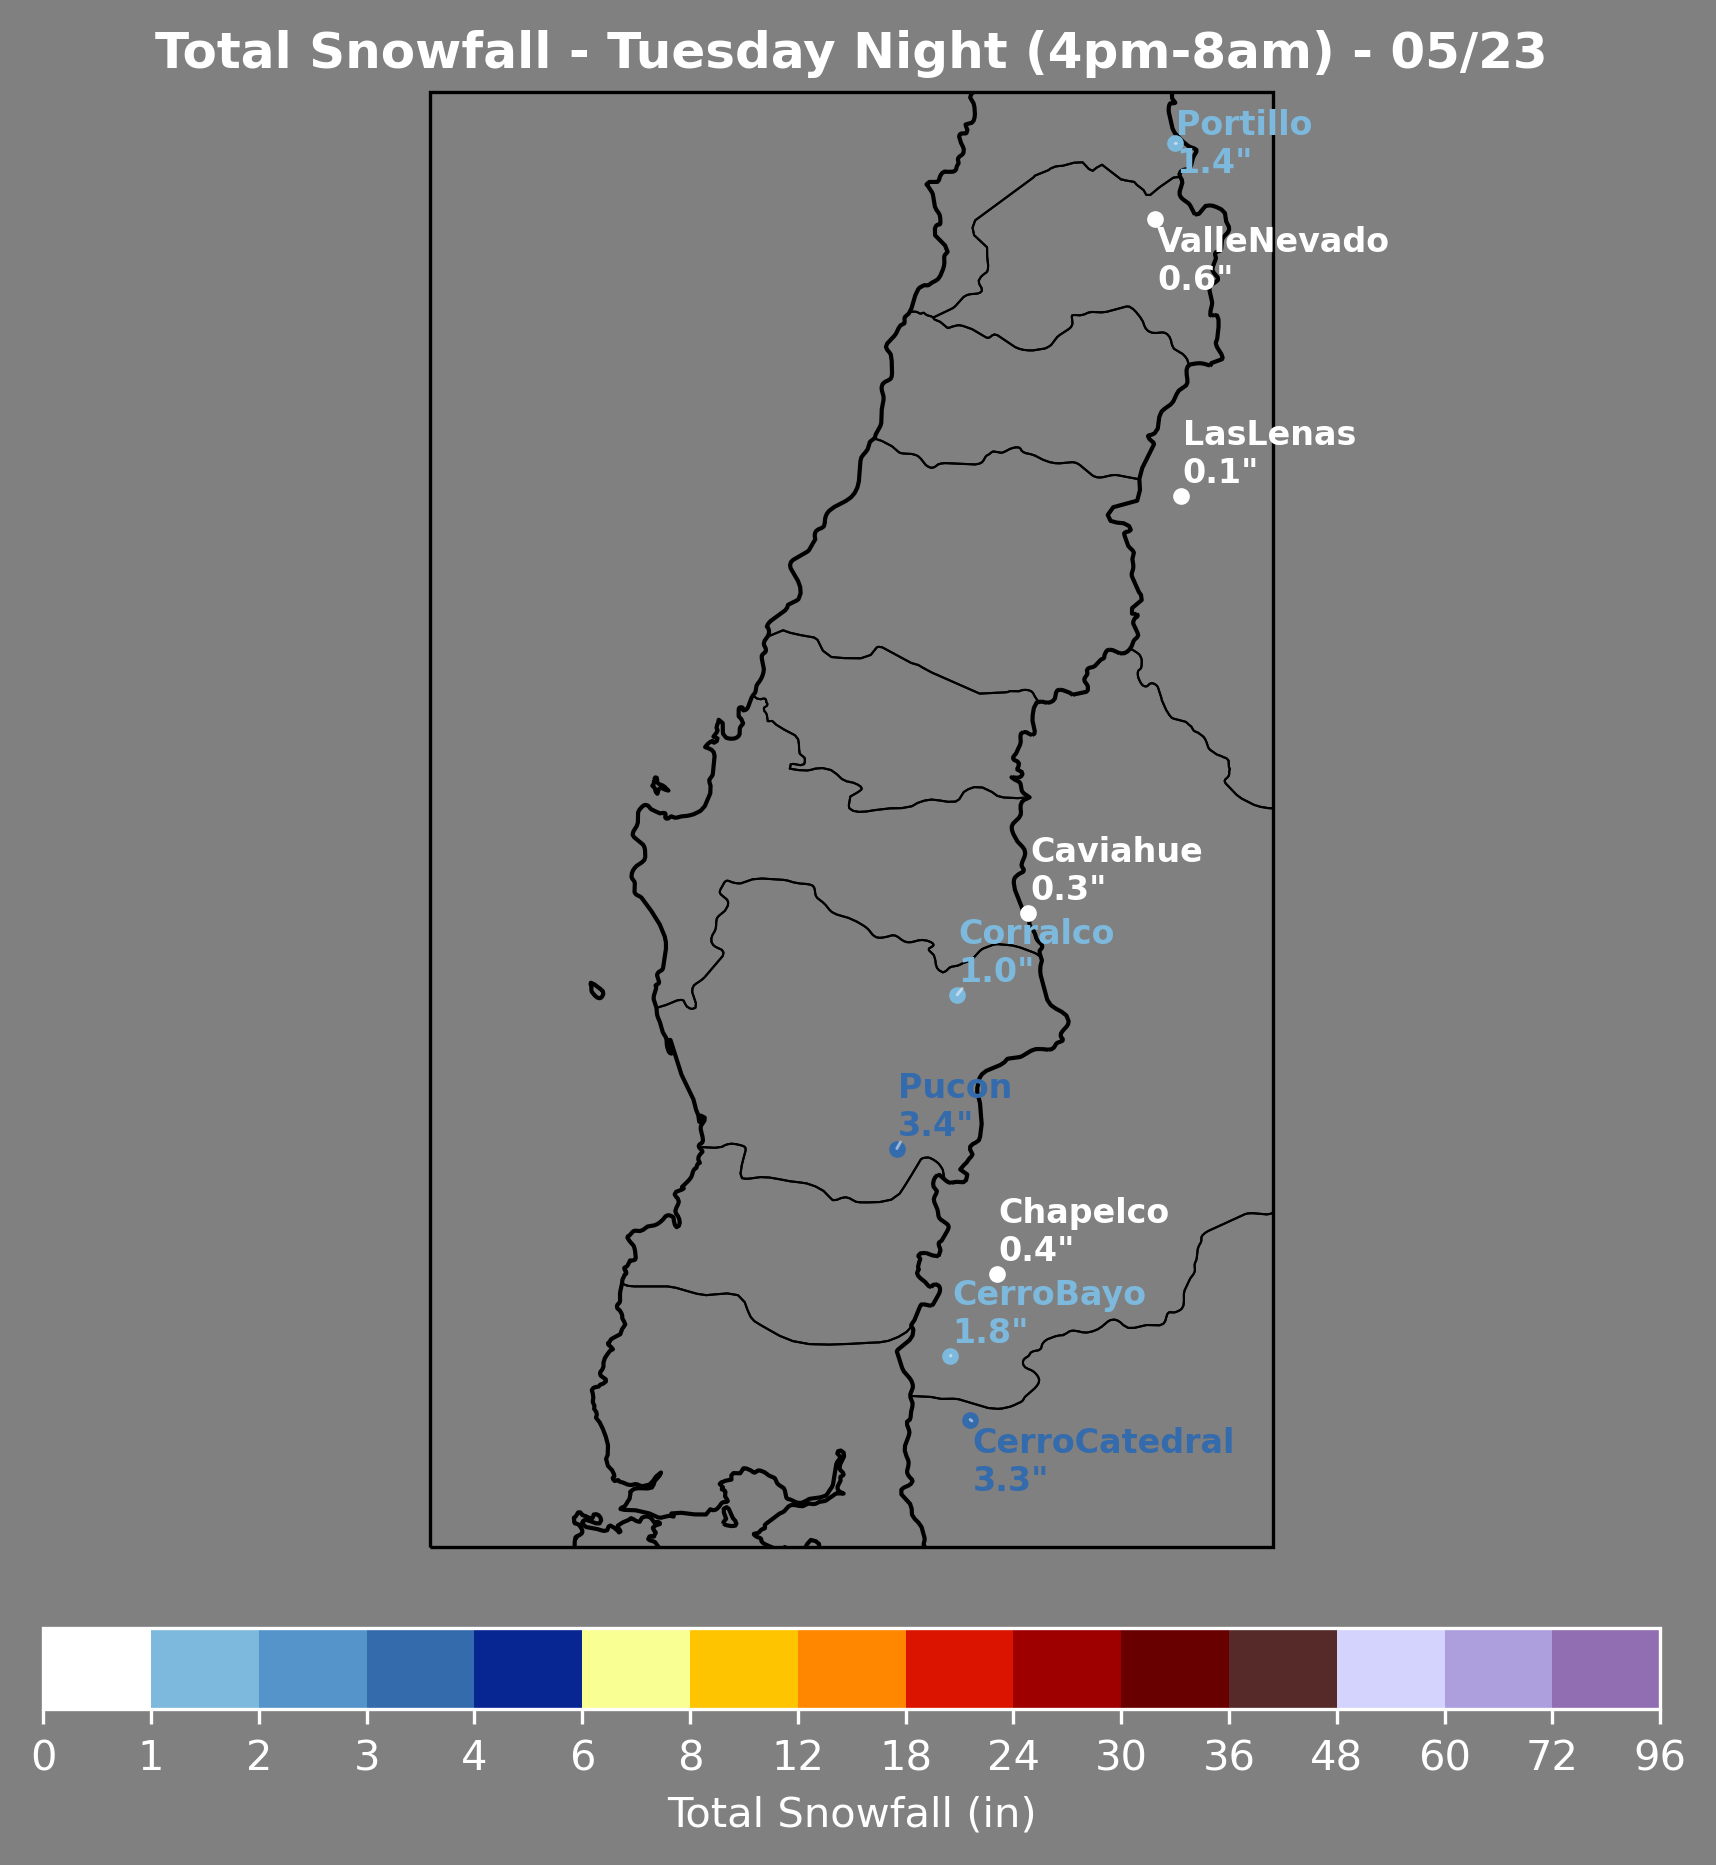 Total Snowfall - Tuesday Night (4pm-8am) - 05/23
Portillo
1.4"
ValleNevado
0.6"
LasLenas
0.1"
Caviahue
0.3"
Corralco
1.0"
Pucon
3.4"
Chapelco
0.4"
CerroBayo
1.8"
CerroCatedral
3.3"
0 1 2 3 4 6 8 12 18 24 30 36 48 60 72 96
Total Snowfall (in)